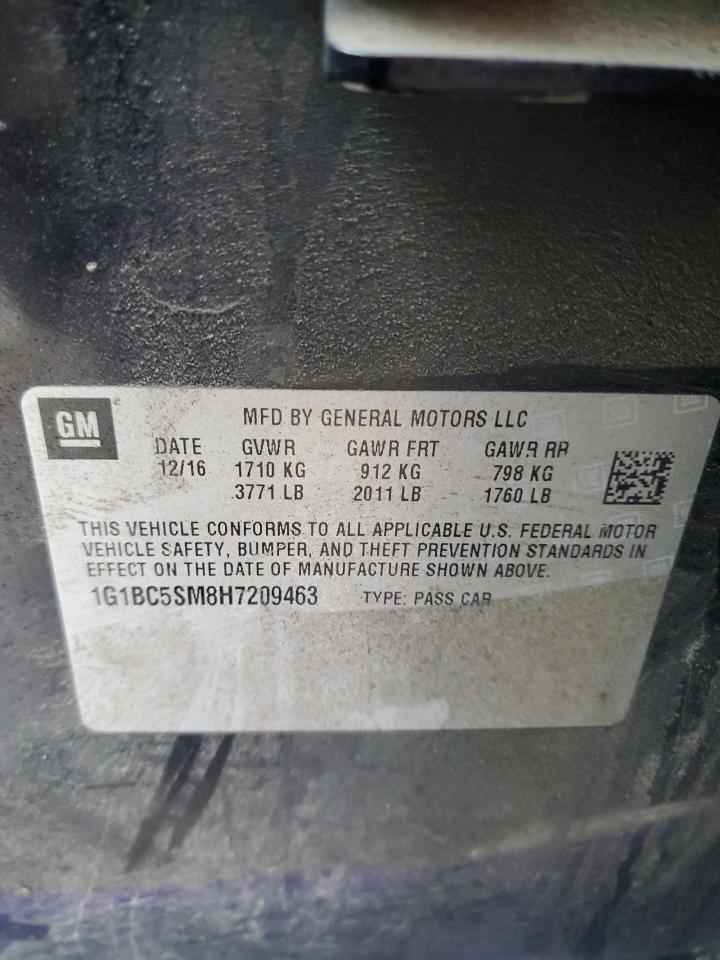 GM
MFD BY GENERAL MOTORS LLC
DATE GVWR GAWR FRT GAWR RR
12/16 1710 KG 912 KG 798 KG
3771 LB 2011 LB 1760 LB
THIS VEHICLE CONFORMS TO ALL APPLICABLE U.S. FEDERAL MOTOR
VEHICLE SAFETY, BUMPER, AND THEFT PREVENTION STANDARDS IN
EFFECT ON THE DATE OF MANUFACTURE SHOWN ABOVE.
1G1BC5SM8H7209463 TYPE: PASS CAR